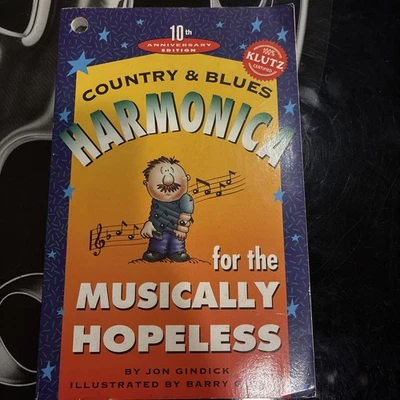 10th
ANNIVERSARY
EDITION
100%
KLUTZ
CERTIFIED
COUNTRY & BLUES
HARMONICA
for the
MUSICALLY
HOPELESS
BY JON GINDICK
ILLUSTRATED BY BARRY